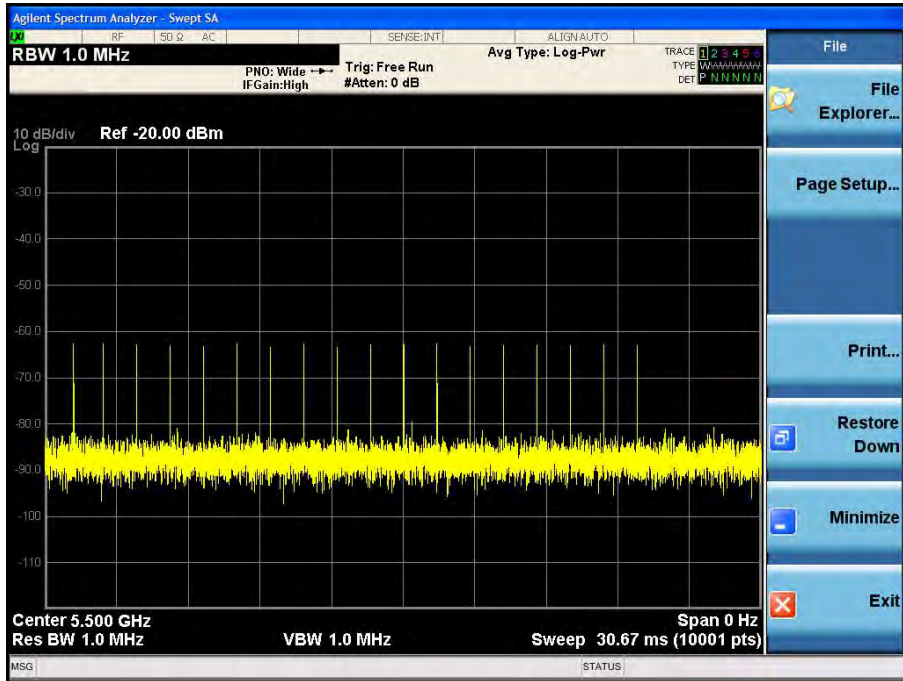 Agilent Spectrum Analyzer - Swept SA
LXI RF 50 Ω AC SENSE:INT ALIGN AUTO
RBW 1.0 MHz
PNO: Wide
IFGain:High
Trig: Free Run
#Atten: 0 dB
Avg Type: Log-Pwr
TRACE 1 2 3 4 5 6
TYPE WWWWWW
DET P N N N N N
10 dB/div Ref -20.00 dBm
Log
-30.0
-40.0
-50.0
-60.0
-70.0
-80.0
-90.0
-100
-110
Center 5.500 GHz Span 0 Hz
Res BW 1.0 MHz VBW 1.0 MHz Sweep 30.67 ms (10001 pts)
MSG STATUS
File
File
Explorer...
Page Setup...
Print...
Restore
Down
Minimize
Exit